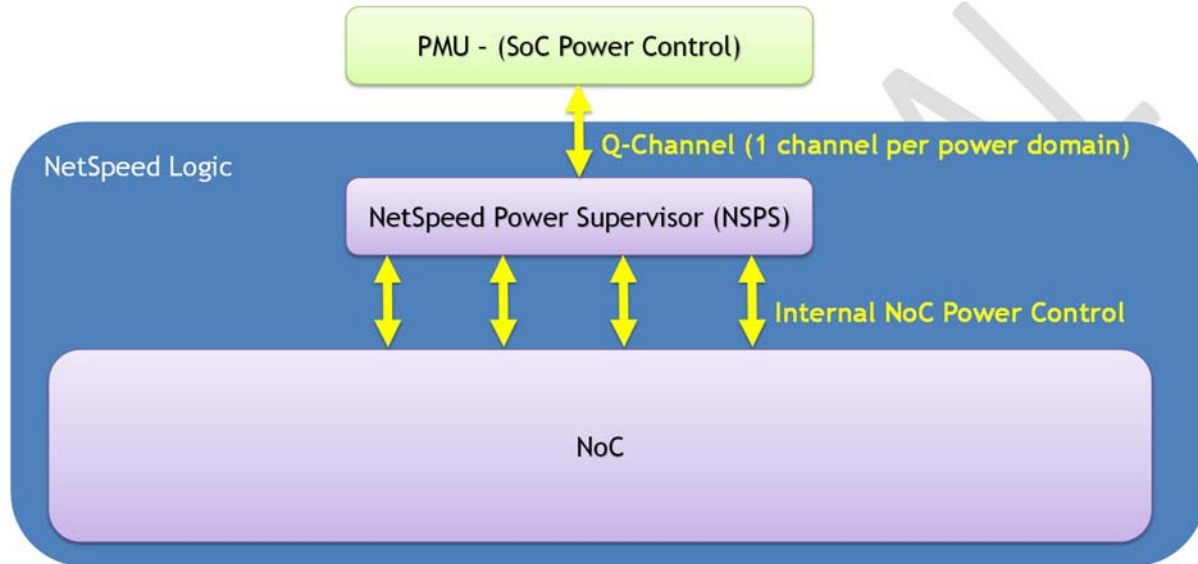 PMU – (SoC Power Control)
Q-Channel (1 channel per power domain)
NetSpeed Logic
NetSpeed Power Supervisor (NSPS)
Internal NoC Power Control
NoC